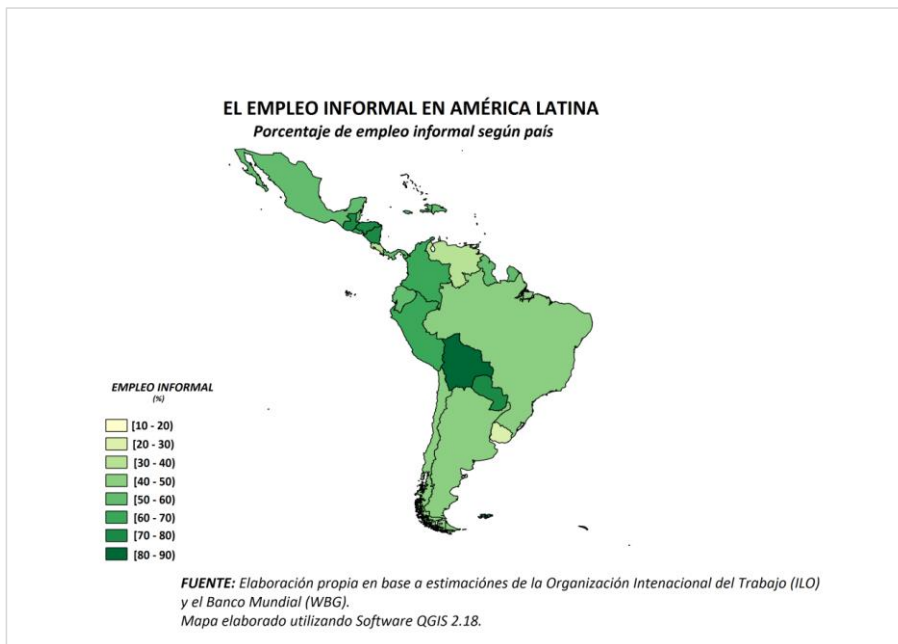 EL EMPLEO INFORMAL EN AMÉRICA LATINA
Porcentaje de empleo informal según país
EMPLEO INFORMAL
(%)
[10 - 20)
[20 - 30)
[30 - 40)
[40 - 50)
[50 - 60)
[60 - 70)
[70 - 80)
[80 - 90)
FUENTE: Elaboración propia en base a estimaciónes de la Organización Intenacional del Trabajo (ILO)
y el Banco Mundial (WBG).
Mapa elaborado utilizando Software QGIS 2.18.